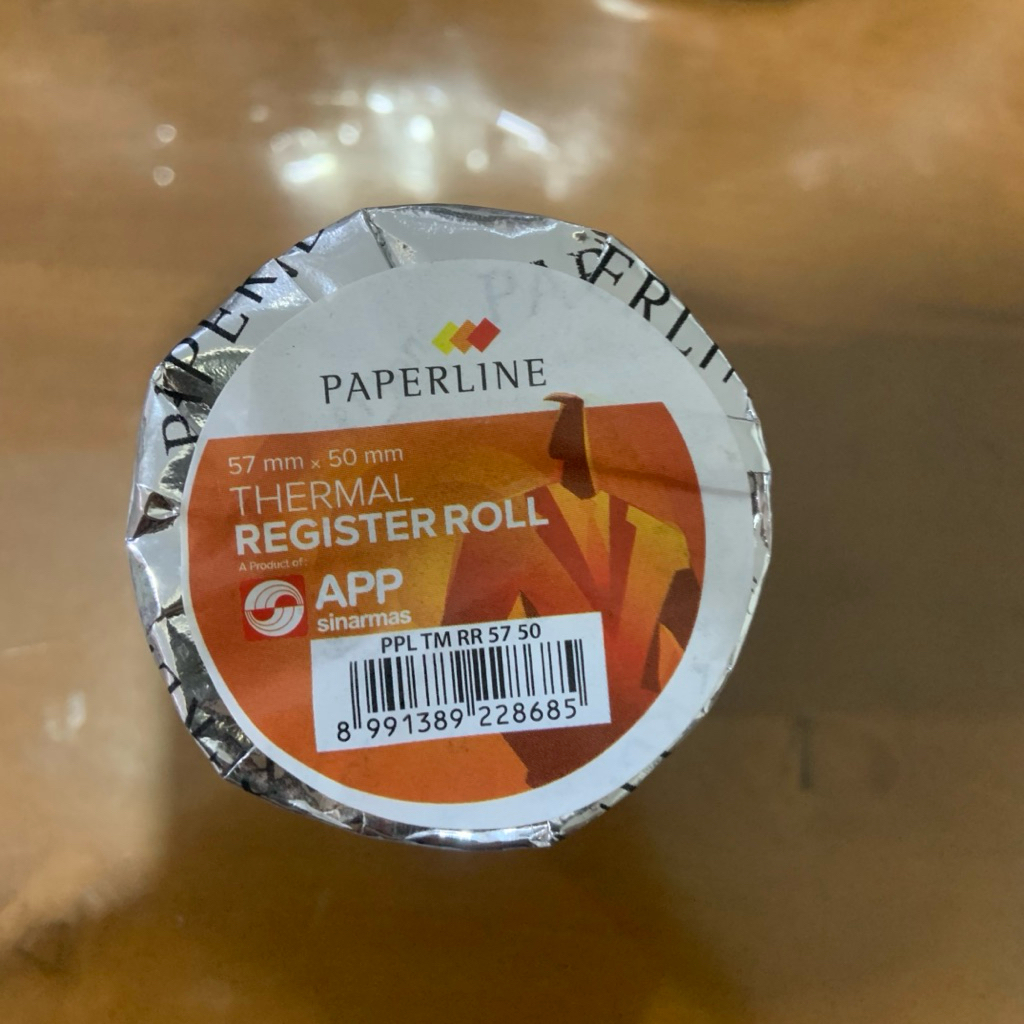 PAPERLINE
57 mm x 50 mm
THERMAL
REGISTER ROLL
A Product of :
APP
sinarmas
PPL TM RR 57 50
8 991389 228685